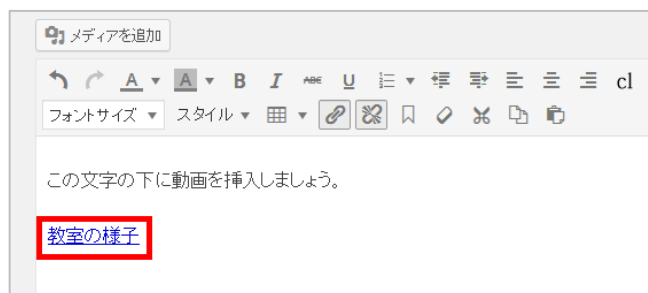 メディアを追加
A A B I ABE U cl
フォントサイズ スタイル
この文字の下に動画を挿入しましょう。
教室の様子